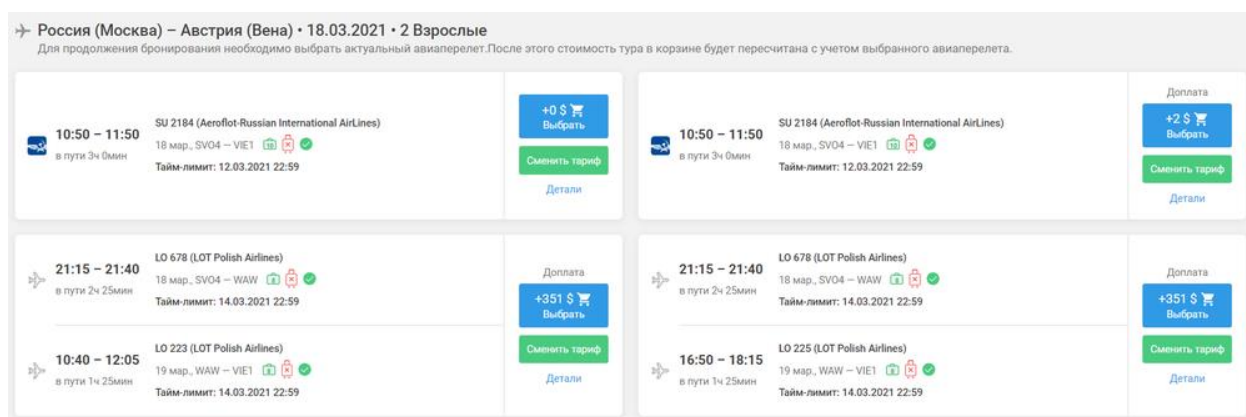 Россия (Москва) – Австрия (Вена) • 18.03.2021 • 2 Взрослые
Для продолжения бронирования необходимо выбрать актуальный авиаперелет.После этого стоимость тура в корзине будет пересчитана с учетом выбранного авиаперелета.
10:50 – 11:50
в пути 3ч 0мин
SU 2184 (Aeroflot-Russian International AirLines)
18 мар., SVO4 – VIE1 10
Тайм-лимит: 12.03.2021 22:59
+0 $
Выбрать
Сменить тариф
Детали
10:50 – 11:50
в пути 3ч 0мин
SU 2184 (Aeroflot-Russian International AirLines)
18 мар., SVO4 – VIE1 10
Тайм-лимит: 12.03.2021 22:59
Доплата
+2 $
Выбрать
Сменить тариф
Детали
21:15 – 21:40
в пути 2ч 25мин
LO 678 (LOT Polish Airlines)
18 мар., SVO4 – WAW 8
Тайм-лимит: 14.03.2021 22:59
10:40 – 12:05
в пути 1ч 25мин
LO 223 (LOT Polish Airlines)
19 мар., WAW – VIE1 8
Тайм-лимит: 14.03.2021 22:59
Доплата
+351 $
Выбрать
Сменить тариф
Детали
21:15 – 21:40
в пути 2ч 25мин
LO 678 (LOT Polish Airlines)
18 мар., SVO4 – WAW 8
Тайм-лимит: 14.03.2021 22:59
16:50 – 18:15
в пути 1ч 25мин
LO 225 (LOT Polish Airlines)
19 мар., WAW – VIE1 8
Тайм-лимит: 14.03.2021 22:59
Доплата
+351 $
Выбрать
Сменить тариф
Детали